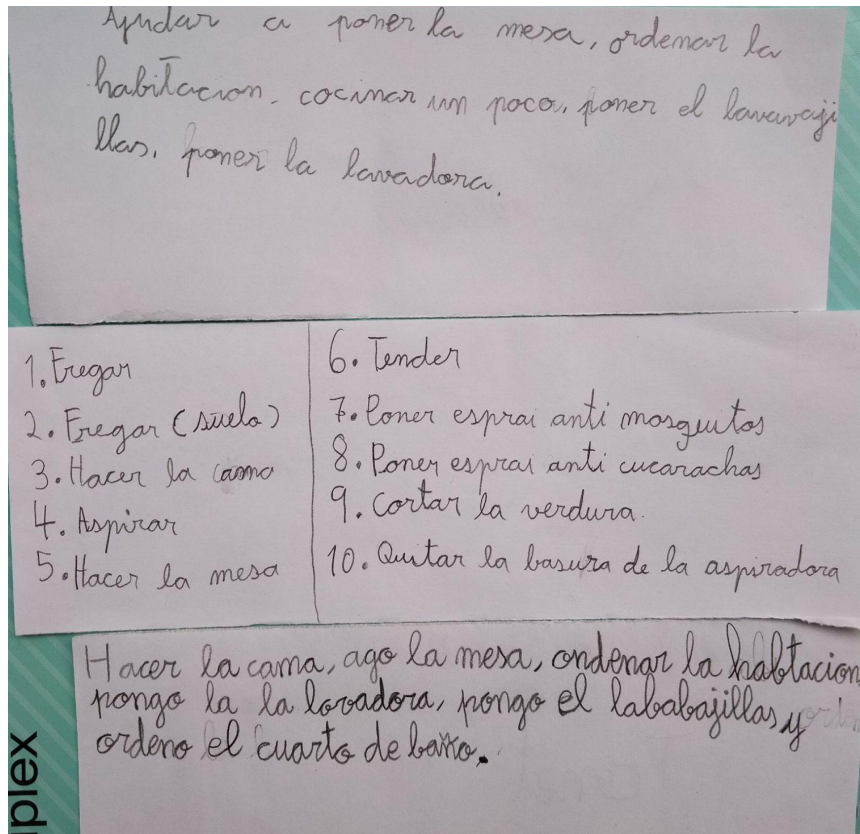 Ayudar a poner la mesa, ordenar la
habitacion. cocinar un poco, poner el lavavaji
llas, poner la lavadora.
1. Fregar
2. Fregar (suelo)
3. Hacer la cama
4. Aspirar
5. Hacer la mesa
6. Tender
7. Poner esprai anti mosquitos
8. Poner esprai anti cucarachas
9. Cortar la verdura.
10. Quitar la basura de la aspiradora
Hacer la cama, ago la mesa, ordenar la habtacion
pongo la la lavadora, pongo el lababajillas y
ordeno el cuarto de baño.
plex